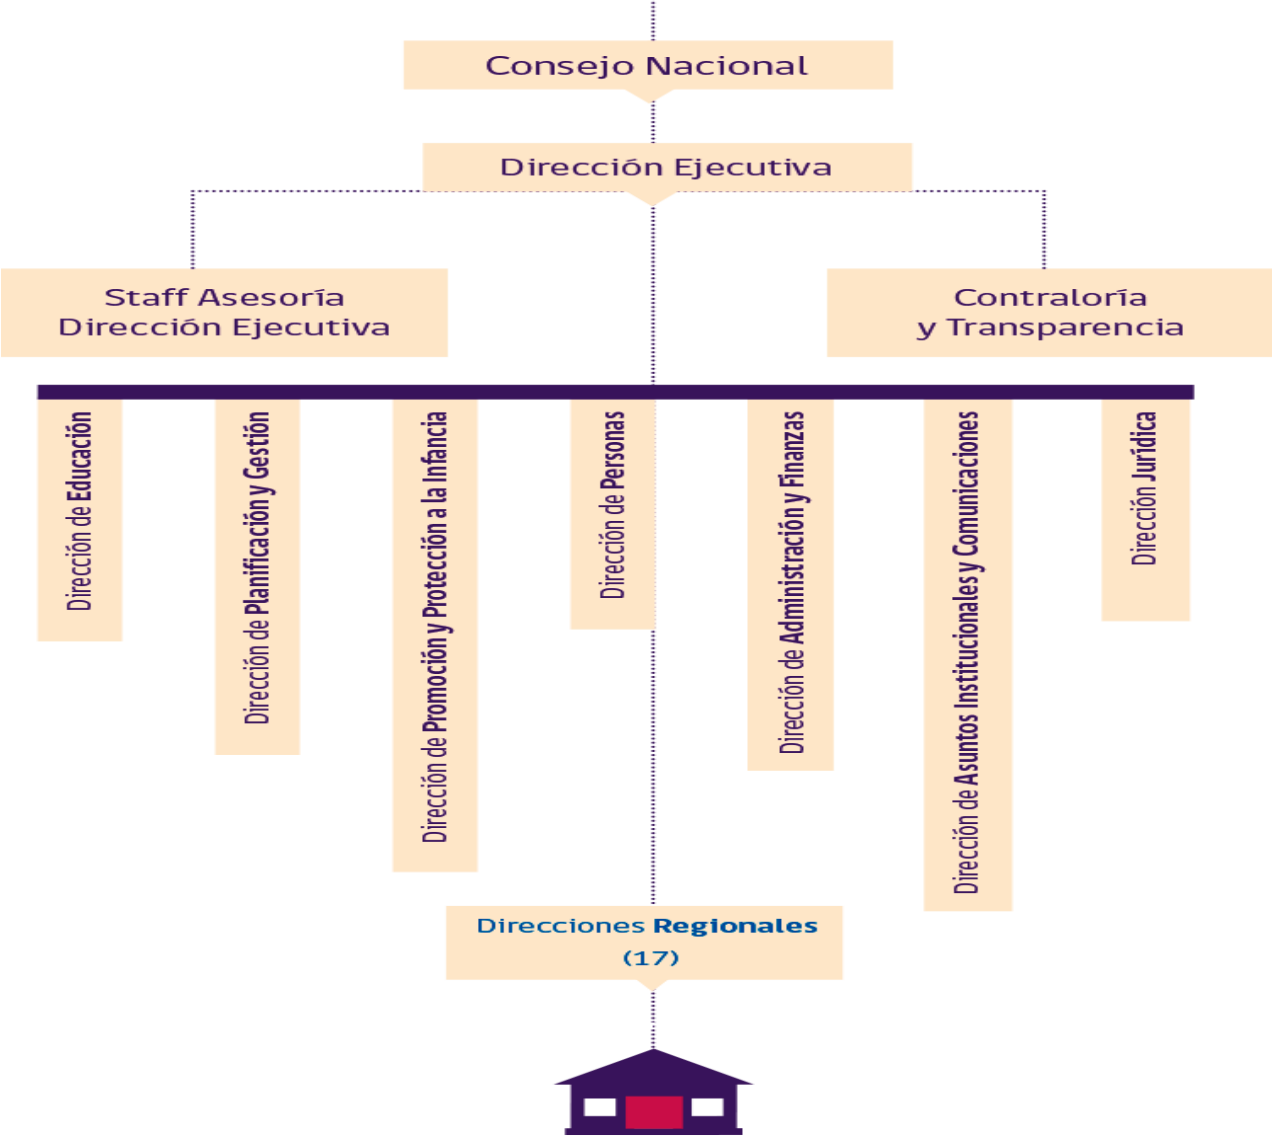 Consejo Nacional
Dirección Ejecutiva
Staff Asesoría
Dirección Ejecutiva
Contraloría
y Transparencia
Dirección de Educación
Dirección de Planificación y Gestión
Dirección de Promoción y Protección a la Infancia
Dirección de Personas
Dirección de Administración y Finanzas
Dirección de Asuntos Institucionales y Comunicaciones
Dirección Jurídica
Direcciones Regionales
(17)